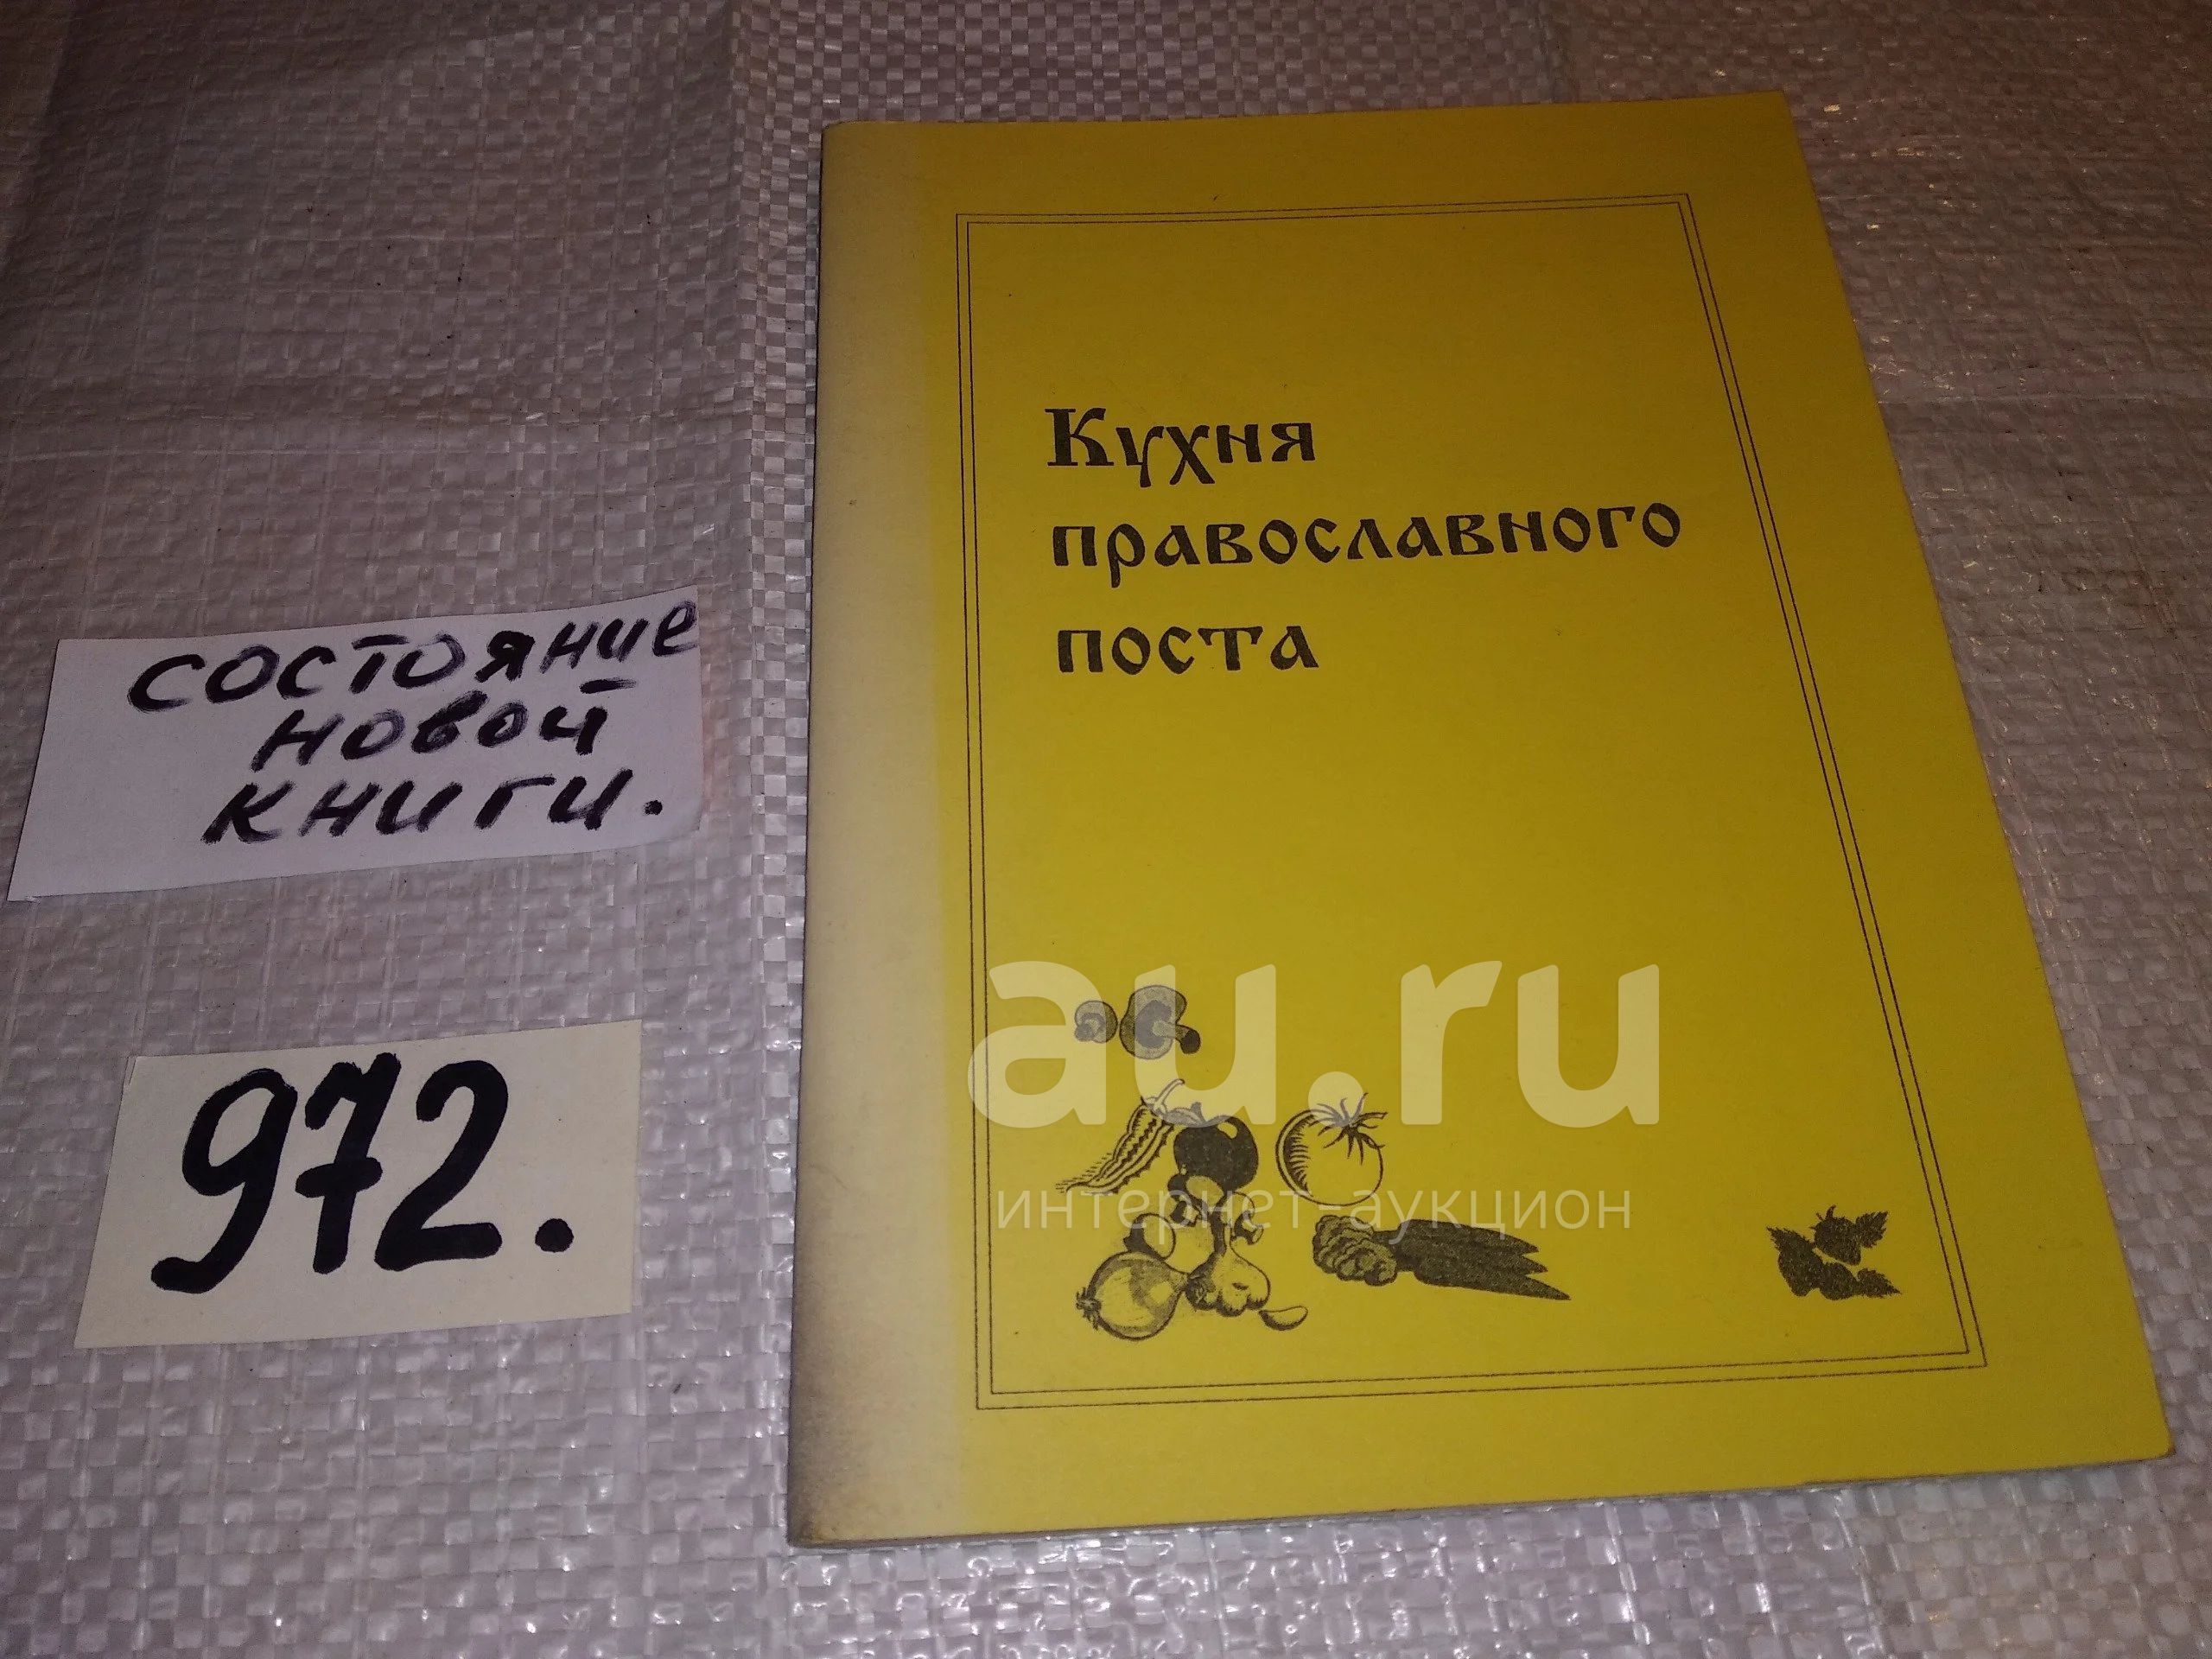 Кухня
православного
поста
состояние
новой
книги.
972.
au.ru
интернет-аукцион